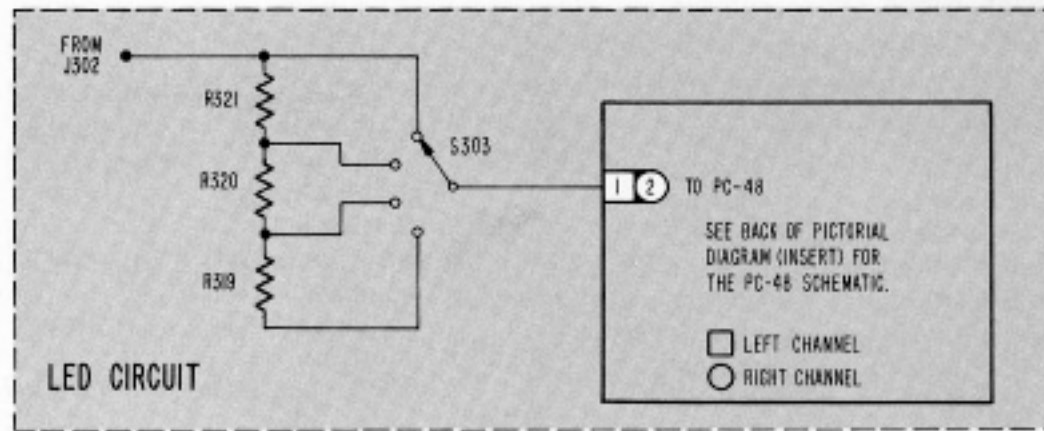 FROM
J302
R321
S303
R320
R319
1 2 TO PC-48
SEE BACK OF PICTORIAL
DIAGRAM (INSERT) FOR
THE PC-48 SCHEMATIC.
LEFT CHANNEL
RIGHT CHANNEL
LED CIRCUIT